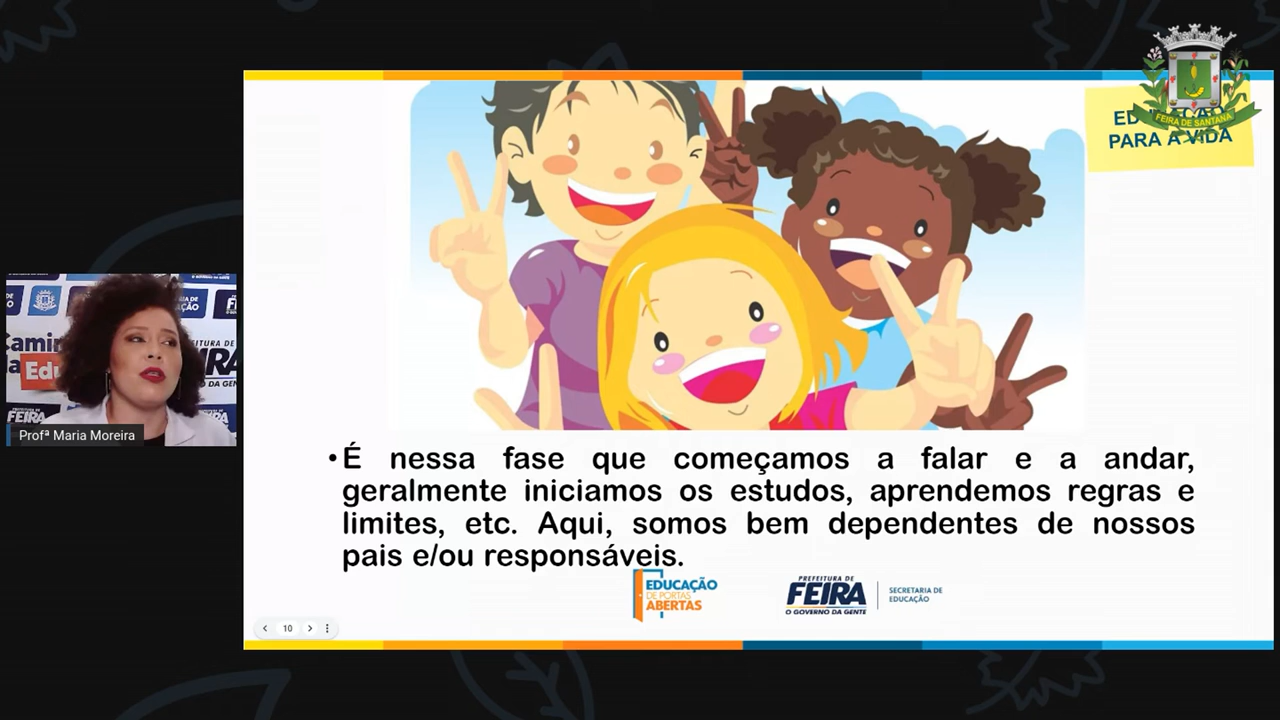 FEIRA DE SANTANA
PARA A VIDA
• É nessa fase que começamos a falar e a andar,
geralmente iniciamos os estudos, aprendemos regras e
limites, etc. Aqui, somos bem dependentes de nossos
pais e/ou responsáveis.
EDUCAÇÃO
DE PORTAS
ABERTAS
PREFEITURA DE
FEIRA
O GOVERNO DA GENTE
SECRETARIA DE
EDUCAÇÃO
10
Profª Maria Moreira
FEIRA